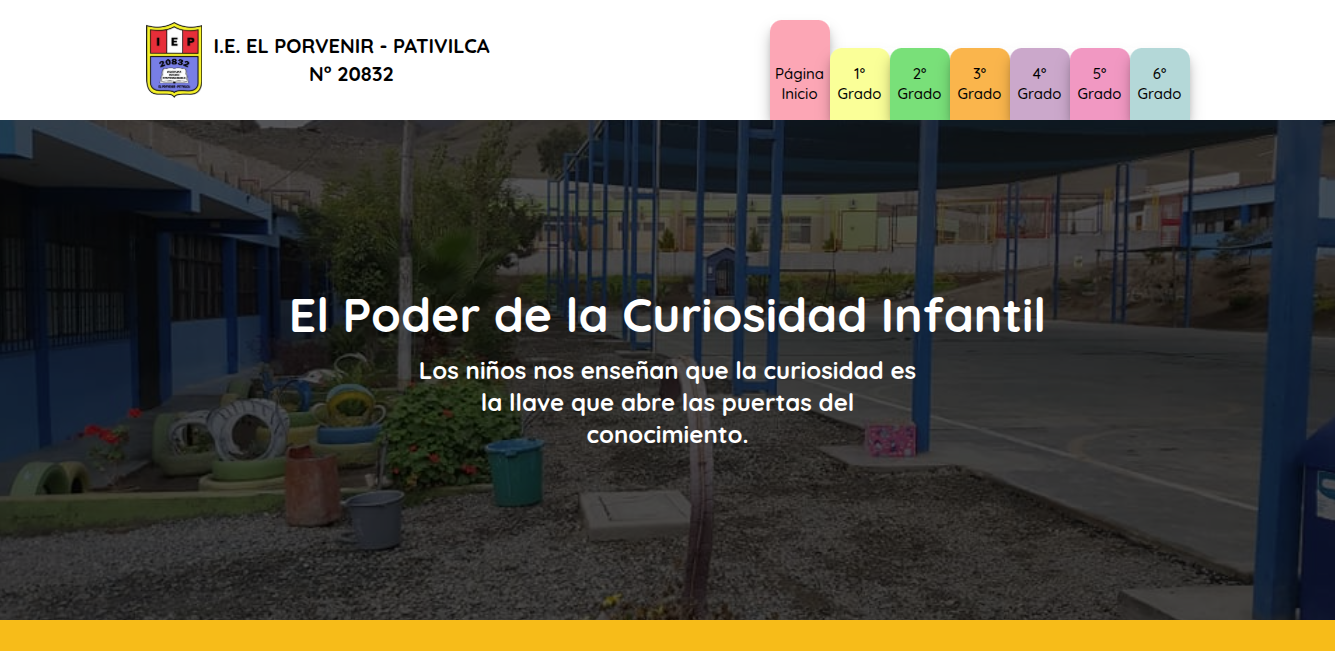 I E P
20832
I.E. EL PORVENIR - PATIVILCA
Nº 20832
Página
Inicio
1°
Grado
2°
Grado
3°
Grado
4°
Grado
5°
Grado
6°
Grado
El Poder de la Curiosidad Infantil
Los niños nos enseñan que la curiosidad es
la llave que abre las puertas del
conocimiento.